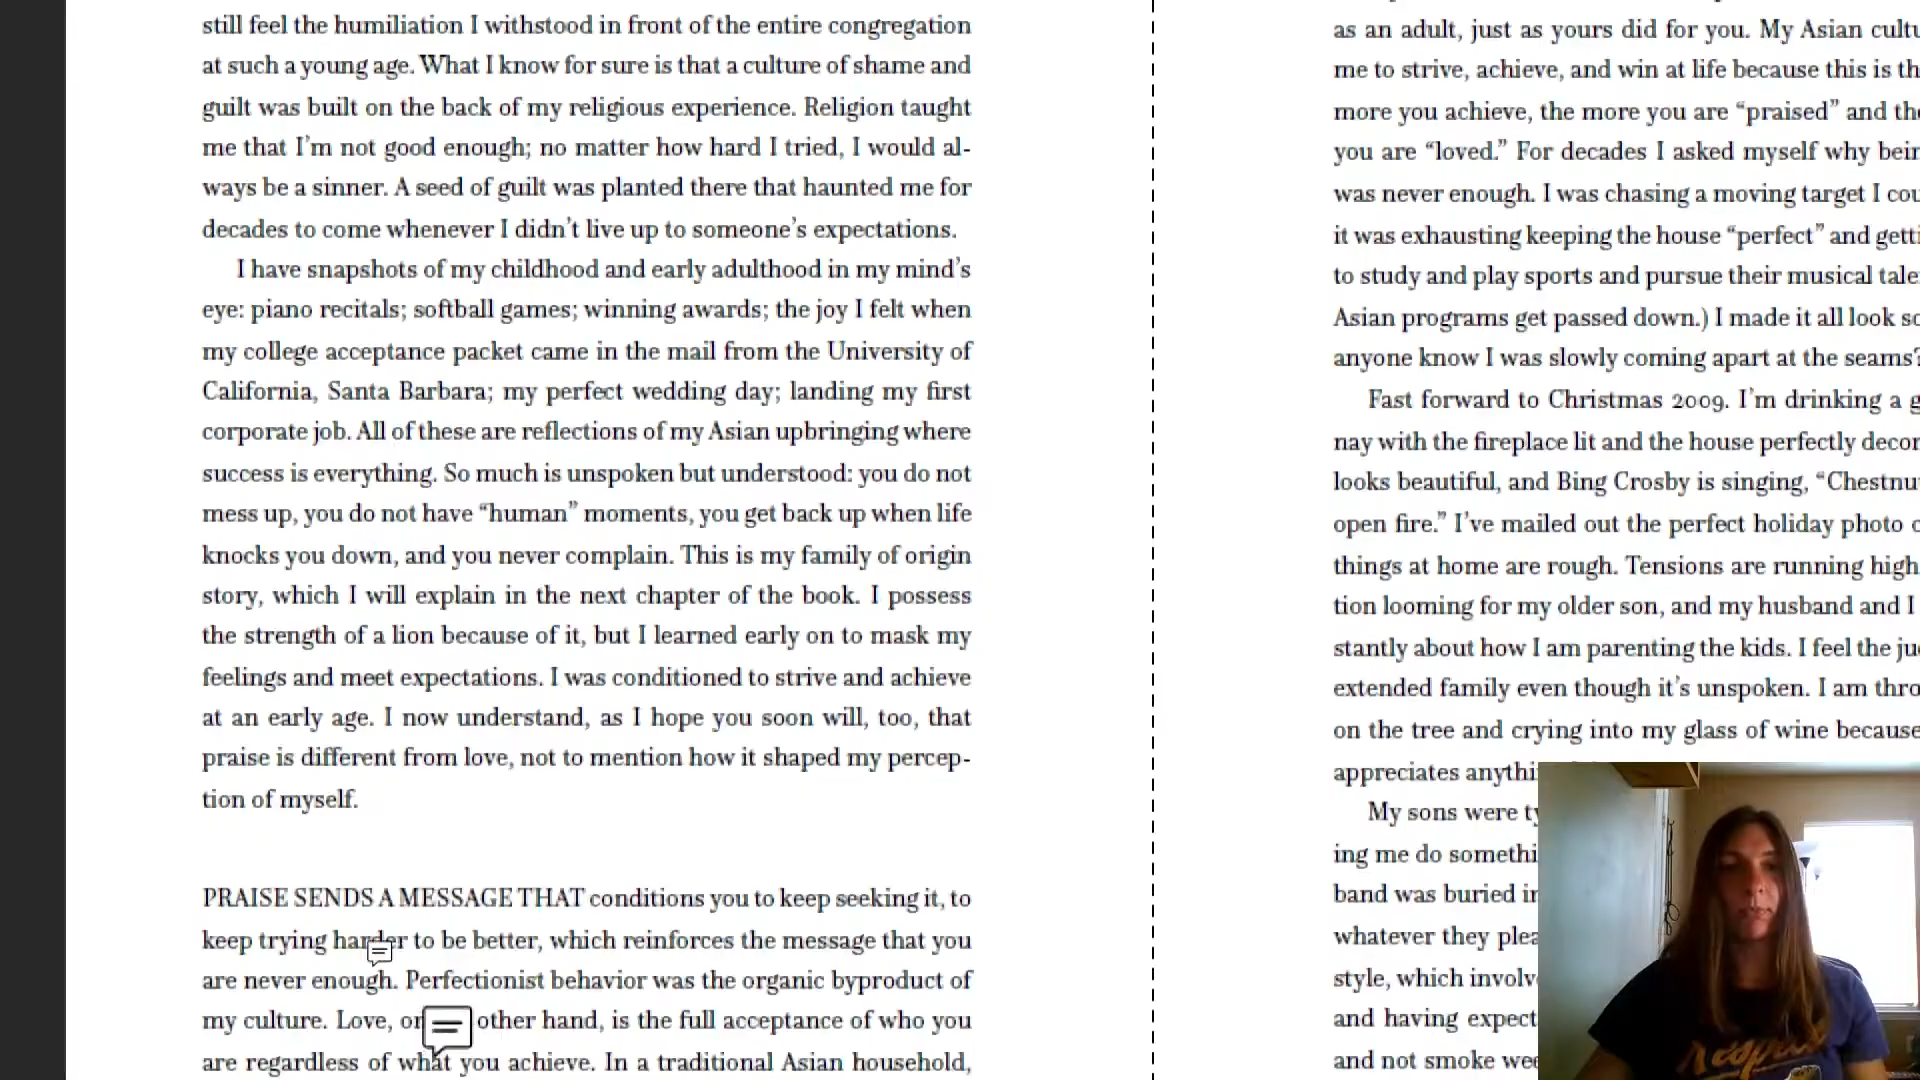 still feel the humiliation I withstood in front of the entire congregation
at such a young age. What I know for sure is that a culture of shame and
guilt was built on the back of my religious experience. Religion taught
me that I’m not good enough; no matter how hard I tried, I would al-
ways be a sinner. A seed of guilt was planted there that haunted me for
decades to come whenever I didn’t live up to someone’s expectations.
I have snapshots of my childhood and early adulthood in my mind’s
eye: piano recitals; softball games; winning awards; the joy I felt when
my college acceptance packet came in the mail from the University of
California, Santa Barbara; my perfect wedding day; landing my first
corporate job. All of these are reflections of my Asian upbringing where
success is everything. So much is unspoken but understood: you do not
mess up, you do not have “human” moments, you get back up when life
knocks you down, and you never complain. This is my family of origin
story, which I will explain in the next chapter of the book. I possess
the strength of a lion because of it, but I learned early on to mask my
feelings and meet expectations. I was conditioned to strive and achieve
at an early age. I now understand, as I hope you soon will, too, that
praise is different from love, not to mention how it shaped my percep-
tion of myself.
PRAISE SENDS A MESSAGE THAT conditions you to keep seeking it, to
keep trying harder to be better, which reinforces the message that you
are never enough. Perfectionist behavior was the organic byproduct of
my culture. Love, or other hand, is the full acceptance of who you
are regardless of what you achieve. In a traditional Asian household,
as an adult, just as yours did for you. My Asian cultu
me to strive, achieve, and win at life because this is th
more you achieve, the more you are “praised” and the
you are “loved.” For decades I asked myself why bein
was never enough. I was chasing a moving target I cou
it was exhausting keeping the house “perfect” and getti
to study and play sports and pursue their musical tale
Asian programs get passed down.) I made it all look so
anyone know I was slowly coming apart at the seams?
Fast forward to Christmas 2009. I’m drinking a g
nay with the fireplace lit and the house perfectly decor
looks beautiful, and Bing Crosby is singing, “Chestnu
open fire.” I’ve mailed out the perfect holiday photo o
things at home are rough. Tensions are running high
tion looming for my older son, and my husband and I
stantly about how I am parenting the kids. I feel the ju
extended family even though it’s unspoken. I am thro
on the tree and crying into my glass of wine because
appreciates anythi
My sons were ty
ing me do somethi
band was buried in
whatever they plea
style, which involv
and having expect
and not smoke wee